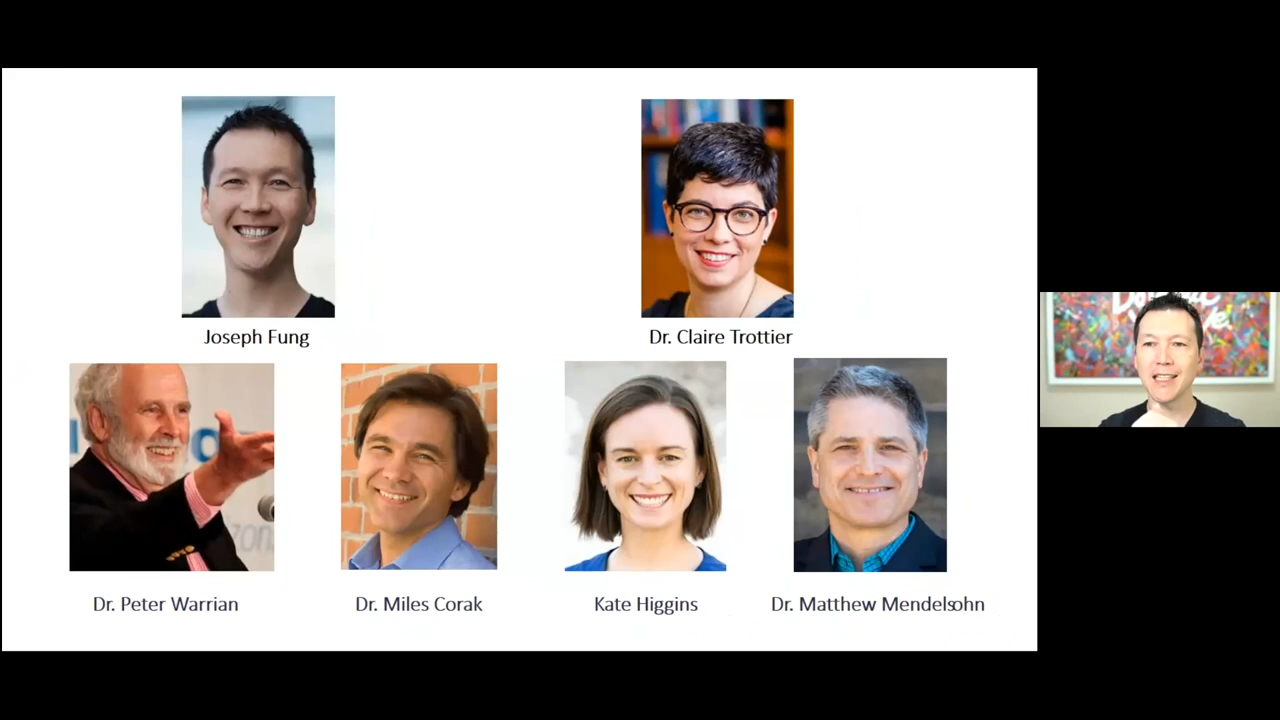 Joseph Fung
Dr. Claire Trottier
Dr. Peter Warrian
Dr. Miles Corak
Kate Higgins
Dr. Matthew Mendelsohn